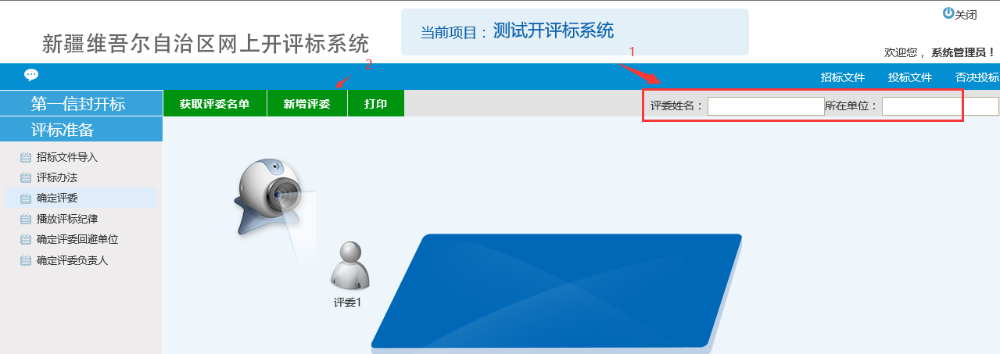 关闭
新疆维吾尔自治区网上开评标系统
当前项目：测试开评标系统
欢迎您，系统管理员！
1
2
招标文件 投标文件 否决投标
第一信封开标
获取评委名单 新增评委 打印
评委姓名： 所在单位：
评标准备
招标文件导入
评标办法
确定评委
播放评标纪律
确定评委回避单位
确定评委负责人
评委1